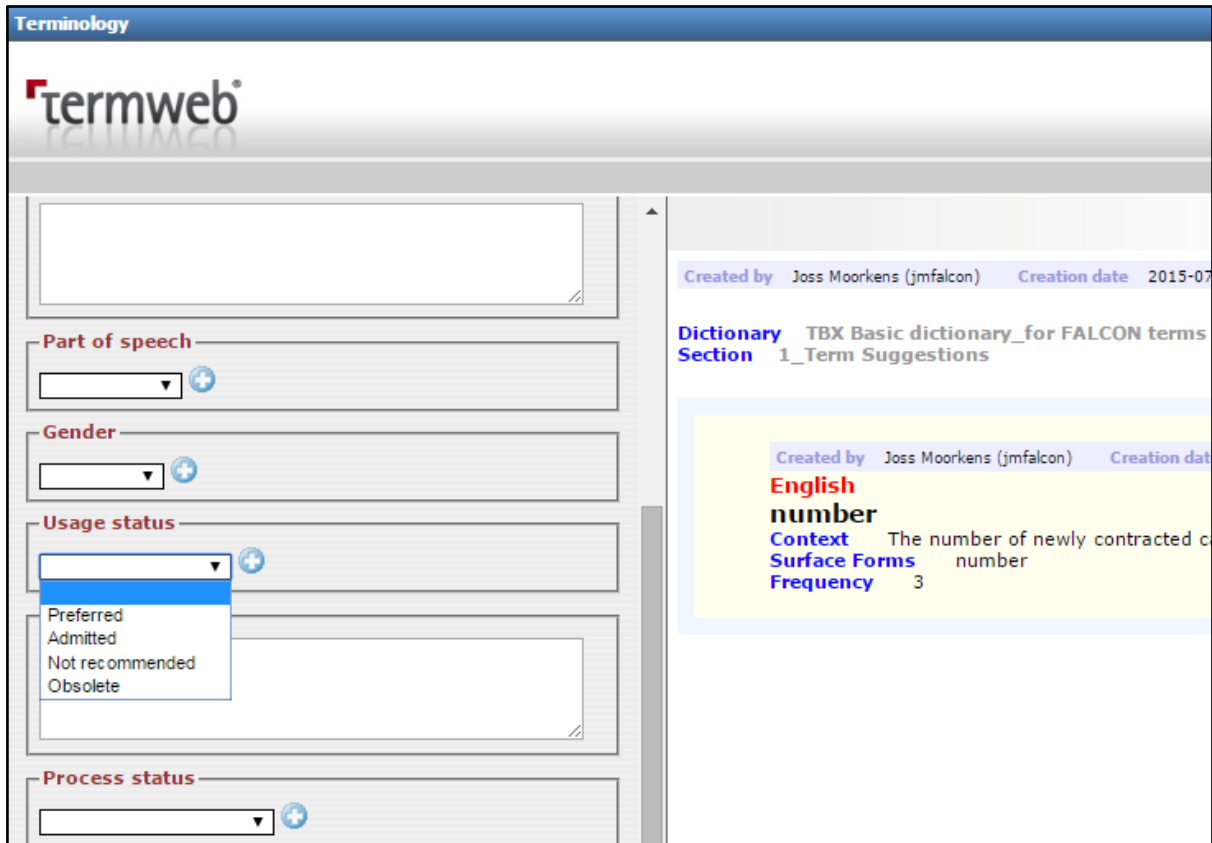 Terminology
termweb®
Part of speech
Gender
Usage status
Preferred
Admitted
Not recommended
Obsolete
Process status
Created by Joss Moorkens (jmfalcon) Creation date 2015-07
Dictionary TBX Basic dictionary_for FALCON terms
Section 1_Term Suggestions
Created by Joss Moorkens (jmfalcon) Creation dat
English
number
Context The number of newly contracted ca
Surface Forms number
Frequency 3